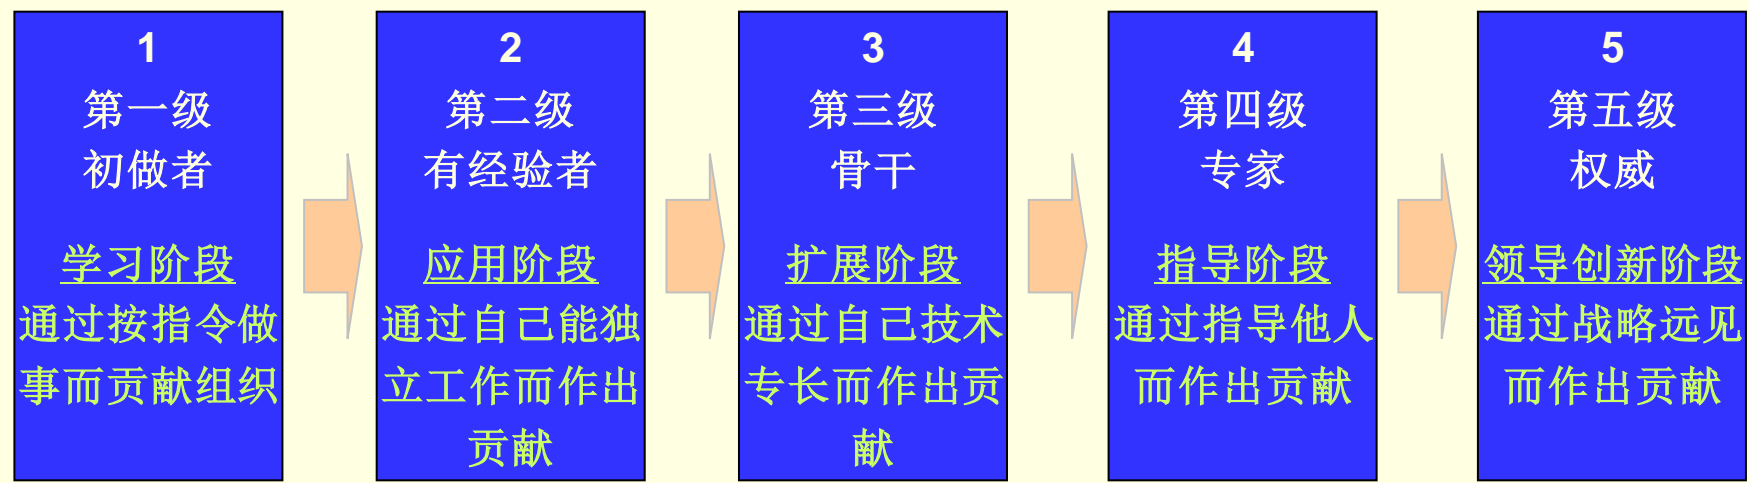 1
第一级
初做者
学习阶段
通过按指令做
事而贡献组织
2
第二级
有经验者
应用阶段
通过自己能独
立工作而作出
贡献
3
第三级
骨干
扩展阶段
通过自己技术
专长而作出贡
献
4
第四级
专家
指导阶段
通过指导他人
而作出贡献
5
第五级
权威
领导创新阶段
通过战略远见
而作出贡献